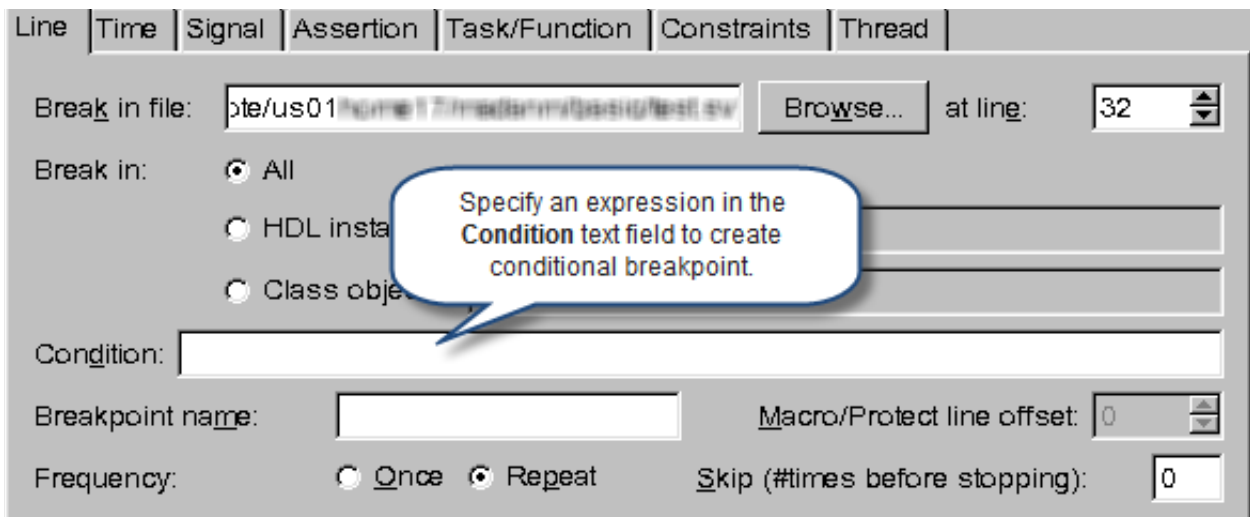 Line Time Signal Assertion Task/Function Constraints Thread
Break in file: ote/us01 Browse... at line: 32
Break in: All
HDL insta
Class obje
Specify an expression in the
Condition text field to create
conditional breakpoint.
Condition:
Breakpoint name: Macro/Protect line offset: 0
Frequency: Once Repeat Skip (#times before stopping): 0